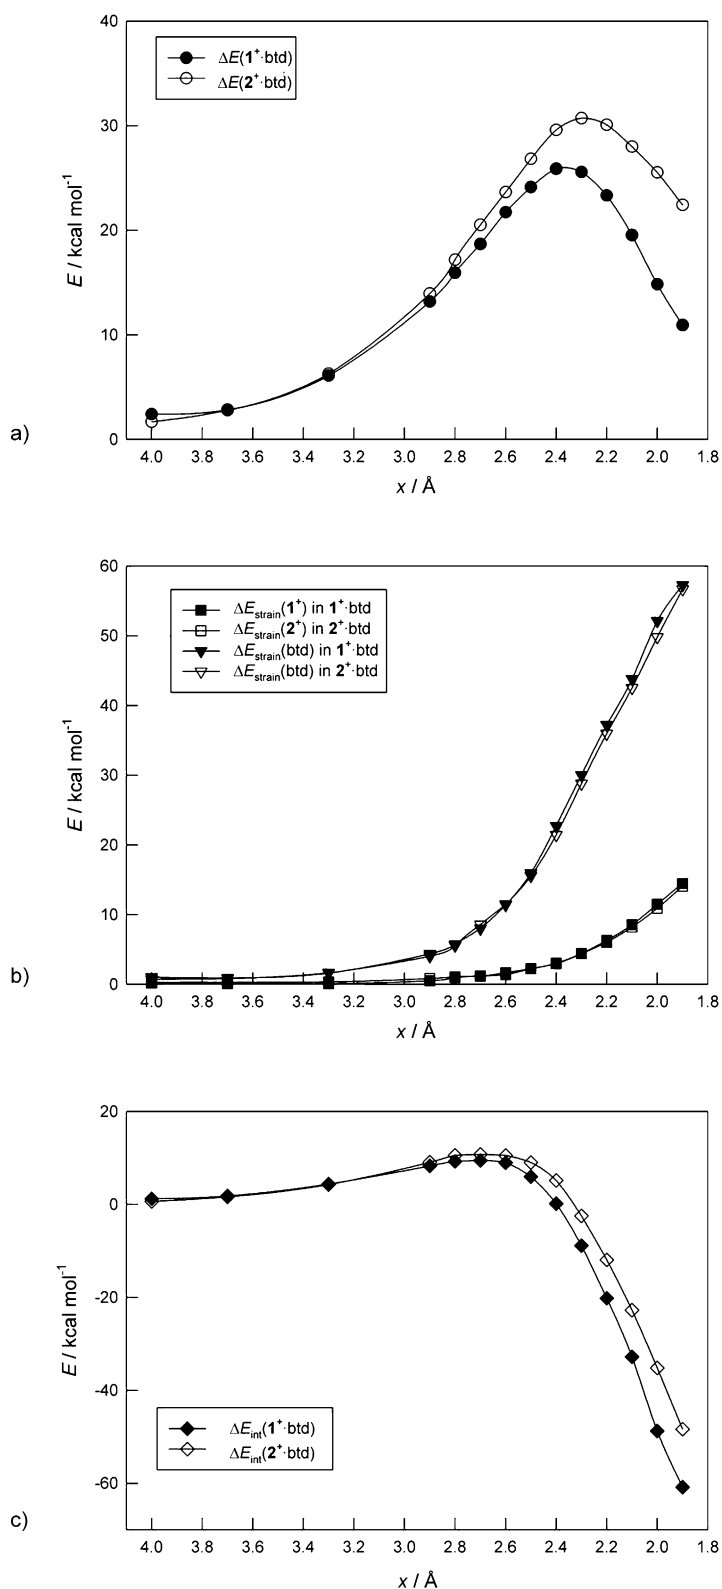 40
ΔE(1⁺·btd)
ΔE(2⁺·btd)
30
20
10
0
E / kcal mol⁻¹
a)
4.0 3.8 3.6 3.4 3.2 3.0 2.8 2.6 2.4 2.2 2.0 1.8
x / Å
60
ΔE_strain(1⁺) in 1⁺·btd
ΔE_strain(2⁺) in 2⁺·btd
ΔE_strain(btd) in 1⁺·btd
ΔE_strain(btd) in 2⁺·btd
50
40
30
20
10
0
E / kcal mol⁻¹
b)
4.0 3.8 3.6 3.4 3.2 3.0 2.8 2.6 2.4 2.2 2.0 1.8
x / Å
20
0
-20
-40
-60
E / kcal mol⁻¹
ΔE_int(1⁺·btd)
ΔE_int(2⁺·btd)
c)
4.0 3.8 3.6 3.4 3.2 3.0 2.8 2.6 2.4 2.2 2.0 1.8
x / Å